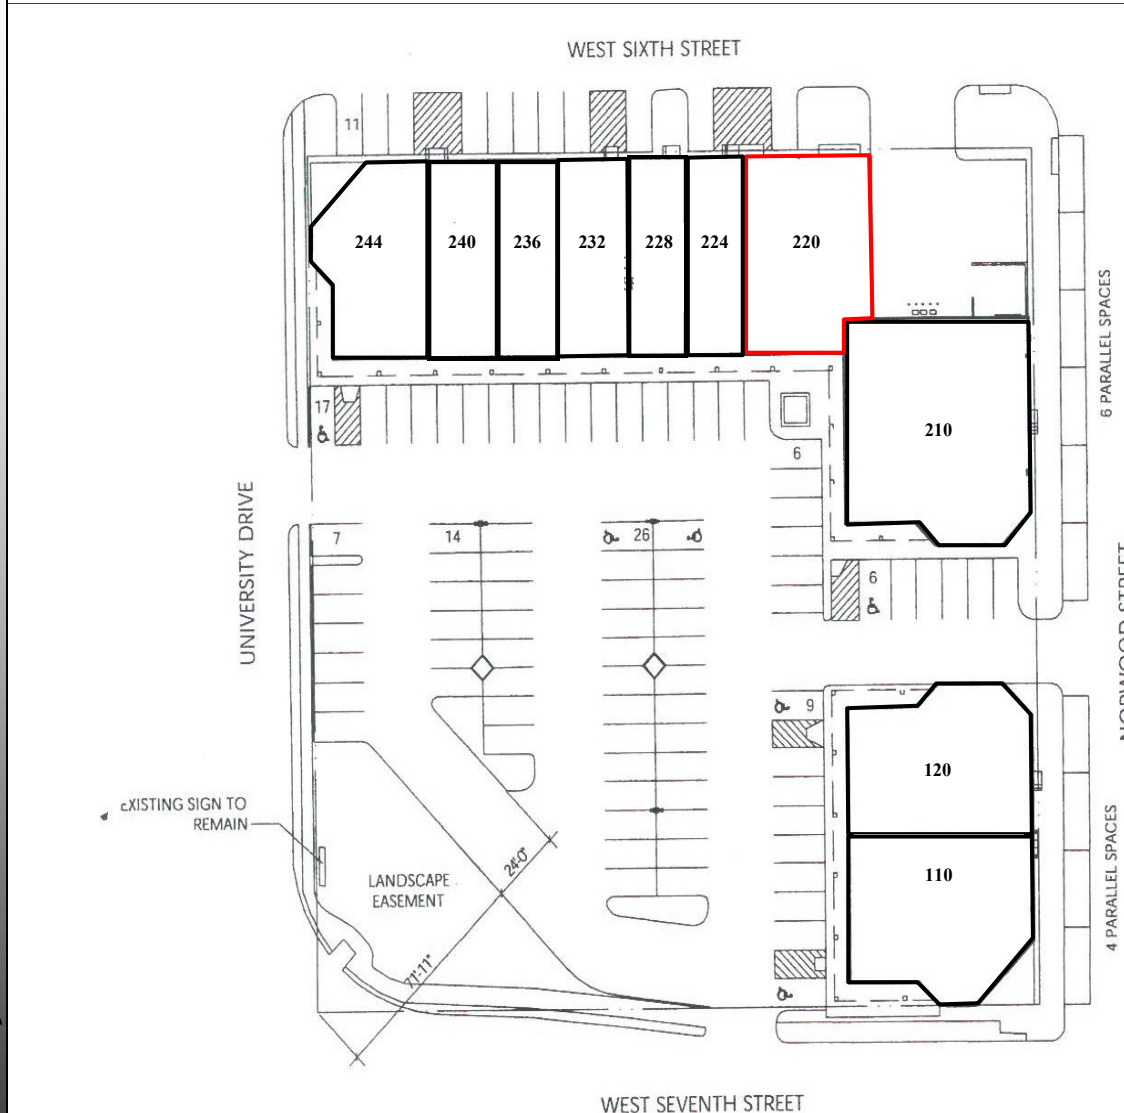 WEST SIXTH STREET
11
244
240
236
232
228
224
220
6 PARALLEL SPACES
17
210
6
UNIVERSITY DRIVE
7
14
26
6
NORWOOD STREET
9
120
EXISTING SIGN TO
REMAIN
24'-0"
LANDSCAPE
EASEMENT
110
4 PARALLEL SPACES
71'-11"
WEST SEVENTH STREET